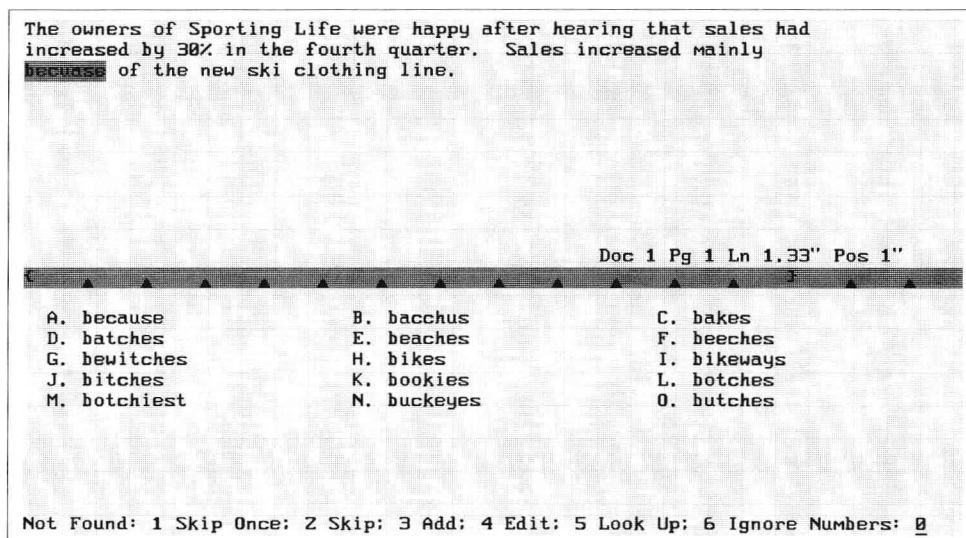 The owners of Sporting Life were happy after hearing that sales had
increased by 30% in the fourth quarter.  Sales increased mainly
becuase of the new ski clothing line.
Doc 1 Pg 1 Ln 1.33" Pos 1"
{ }
A. because B. bacchus C. bakes
D. batches E. beaches F. beeches
G. bewitches H. bikes I. bikeways
J. bitches K. bookies L. botches
M. botchiest N. buckeyes O. butches
Not Found: 1 Skip Once; 2 Skip; 3 Add; 4 Edit; 5 Look Up; 6 Ignore Numbers: 0